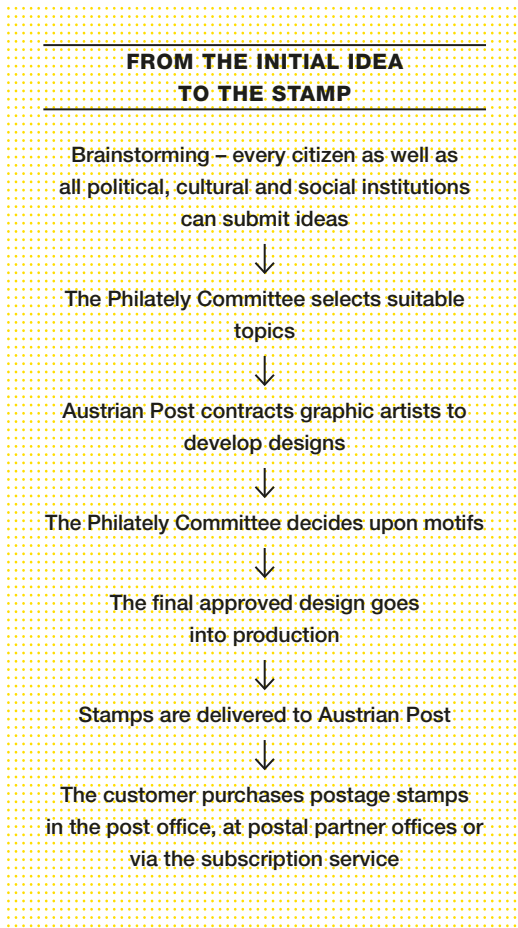 FROM THE INITIAL IDEA
TO THE STAMP
Brainstorming – every citizen as well as
all political, cultural and social institutions
can submit ideas
The Philately Committee selects suitable
topics
Austrian Post contracts graphic artists to
develop designs
The Philately Committee decides upon motifs
The final approved design goes
into production
Stamps are delivered to Austrian Post
The customer purchases postage stamps
in the post office, at postal partner offices or
via the subscription service